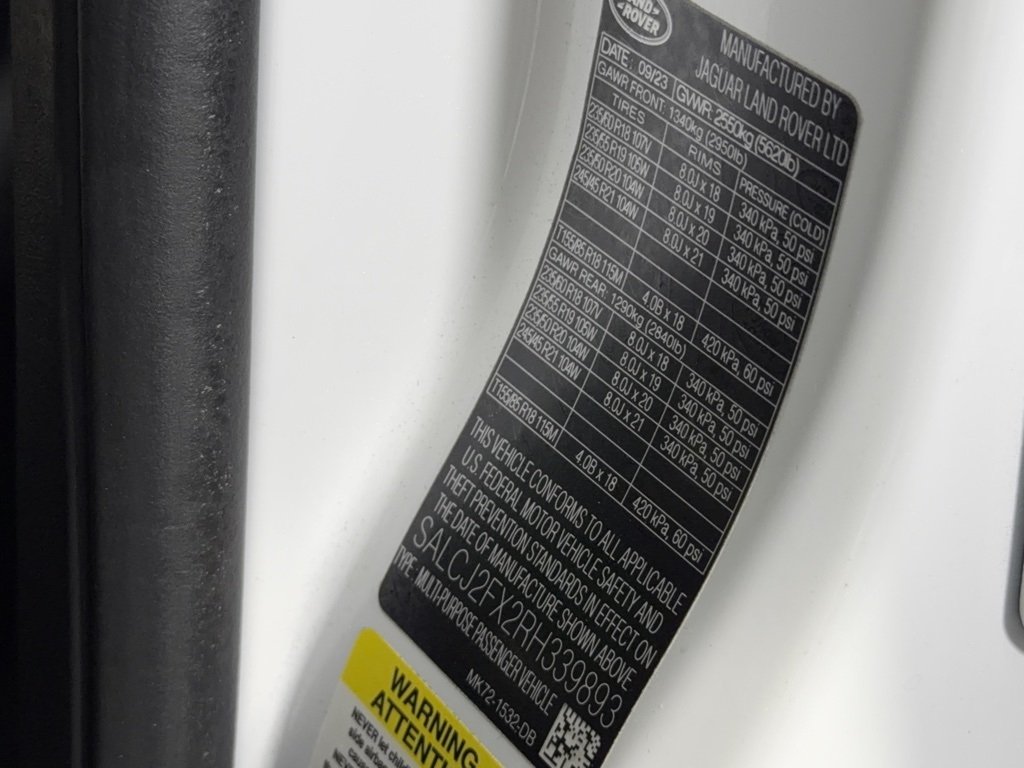 LAND
ROVER
MANUFACTURED BY
JAGUAR LAND ROVER LTD
DATE: 09/23 GVWR: 2550kg (5620lb)
GAWR FRONT: 1340kg (2950lb)
TIRES RIMS PRESSURE (COLD)
235/60 R18 107V 8.0J x 18 340 kPa, 50 psi
235/55 R19 105W 8.0J x 19 340 kPa, 50 psi
235/50 R20 104W 8.0J x 20 340 kPa, 50 psi
245/45 R21 104W 8.0J x 21 340 kPa, 50 psi
T155/85 R18 115M 4.0B x 18 420 kPa, 60 psi
GAWR REAR: 1290kg (2840lb)
235/60 R18 107V 8.0J x 18 340 kPa, 50 psi
235/55 R19 105W 8.0J x 19 340 kPa, 50 psi
235/50 R20 104W 8.0J x 20 340 kPa, 50 psi
245/45 R21 104W 8.0J x 21 340 kPa, 50 psi
T155/85 R18 115M 4.0B x 18 420 kPa, 60 psi
THIS VEHICLE CONFORMS TO ALL APPLICABLE
U.S. FEDERAL MOTOR VEHICLE SAFETY AND
THEFT PREVENTION STANDARDS IN EFFECT ON
THE DATE OF MANUFACTURE SHOWN ABOVE
SALCJ2FX2RH339893
TYPE: MULTI-PURPOSE PASSENGER VEHICLE
MK72-1532-DB
WARNING
ATTENTI
NEVER let child
side airba